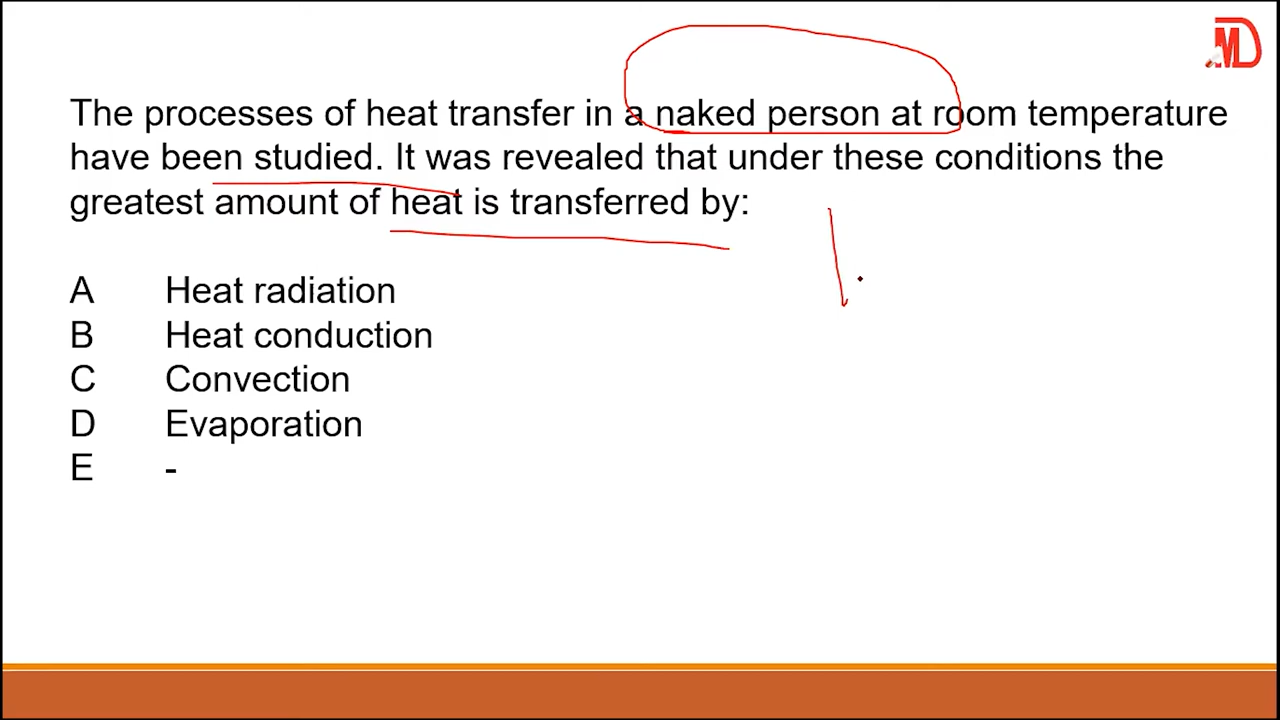 MD
The processes of heat transfer in a naked person at room temperature
have been studied. It was revealed that under these conditions the
greatest amount of heat is transferred by:
A Heat radiation
B Heat conduction
C Convection
D Evaporation
E -